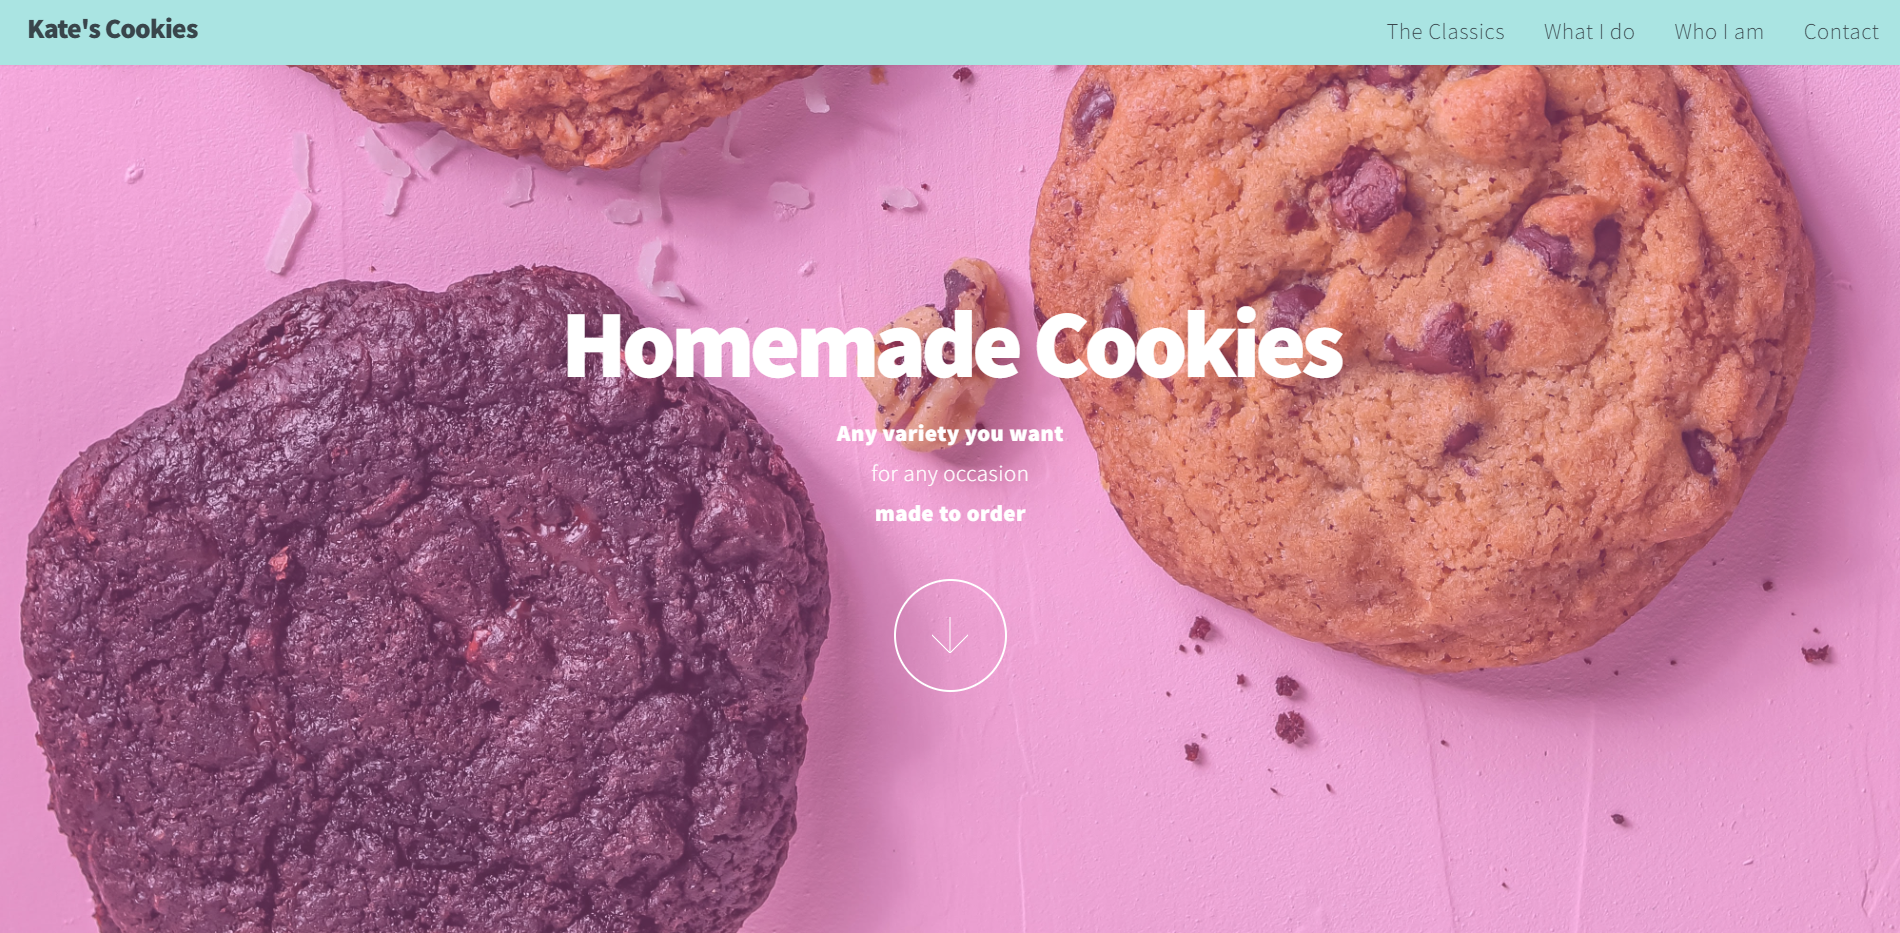 Kate's Cookies
The Classics What I do Who I am Contact
Homemade Cookies
Any variety you want
for any occasion
made to order